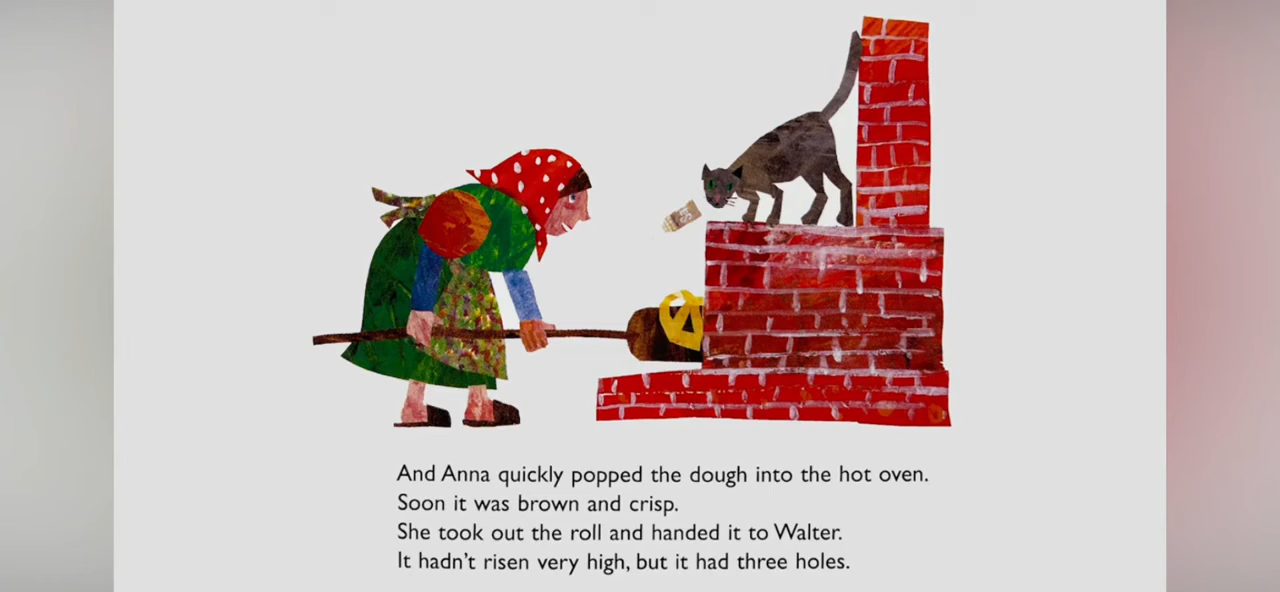 And Anna quickly popped the dough into the hot oven.
Soon it was brown and crisp.
She took out the roll and handed it to Walter.
It hadn't risen very high, but it had three holes.